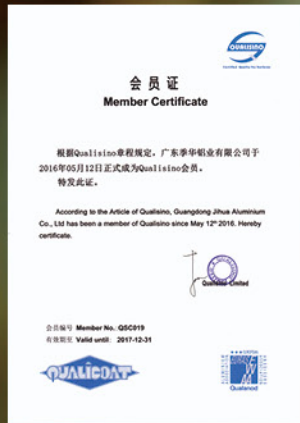 QUALISINO
会员证
Member Certificate
根据Qualisino章程规定，广东季华铝业有限公司于
2016年05月12日正式成为Qualisino会员。
特发此证。
According to the Article of Qualisino, Guangdong Jihua Aluminium
Co., Ltd has been a member of Qualisino since May 12th 2016. Hereby
certificate.
Qualisino Limited
会员编号 Member No. QSC019
有效期至 Valid until: 2017-12-31
QUALICOAT
Qualanod